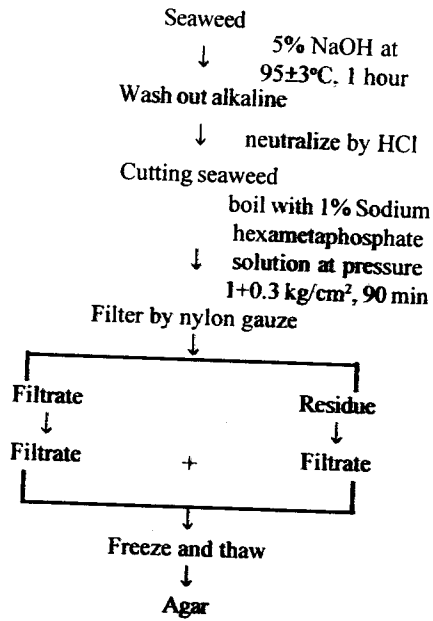 Seaweed
5% NaOH at
95±3°C, 1 hour
Wash out alkaline
neutralize by HCl
Cutting seaweed
boil with 1% Sodium
hexametaphosphate
solution at pressure
1+0.3 kg/cm², 90 min
Filter by nylon gauze
Filtrate Residue
Filtrate + Filtrate
Freeze and thaw
Agar